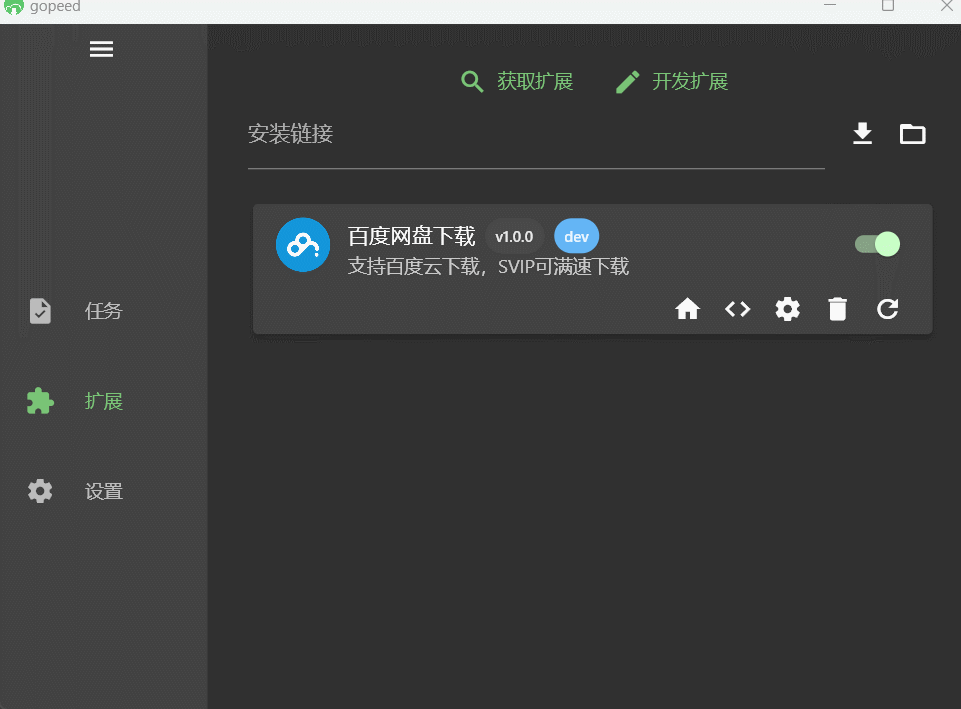 gopeed
获取扩展 开发扩展
安装链接
百度网盘下载 v1.0.0 dev
支持百度云下载，SVIP可满速下载
任务
扩展
设置